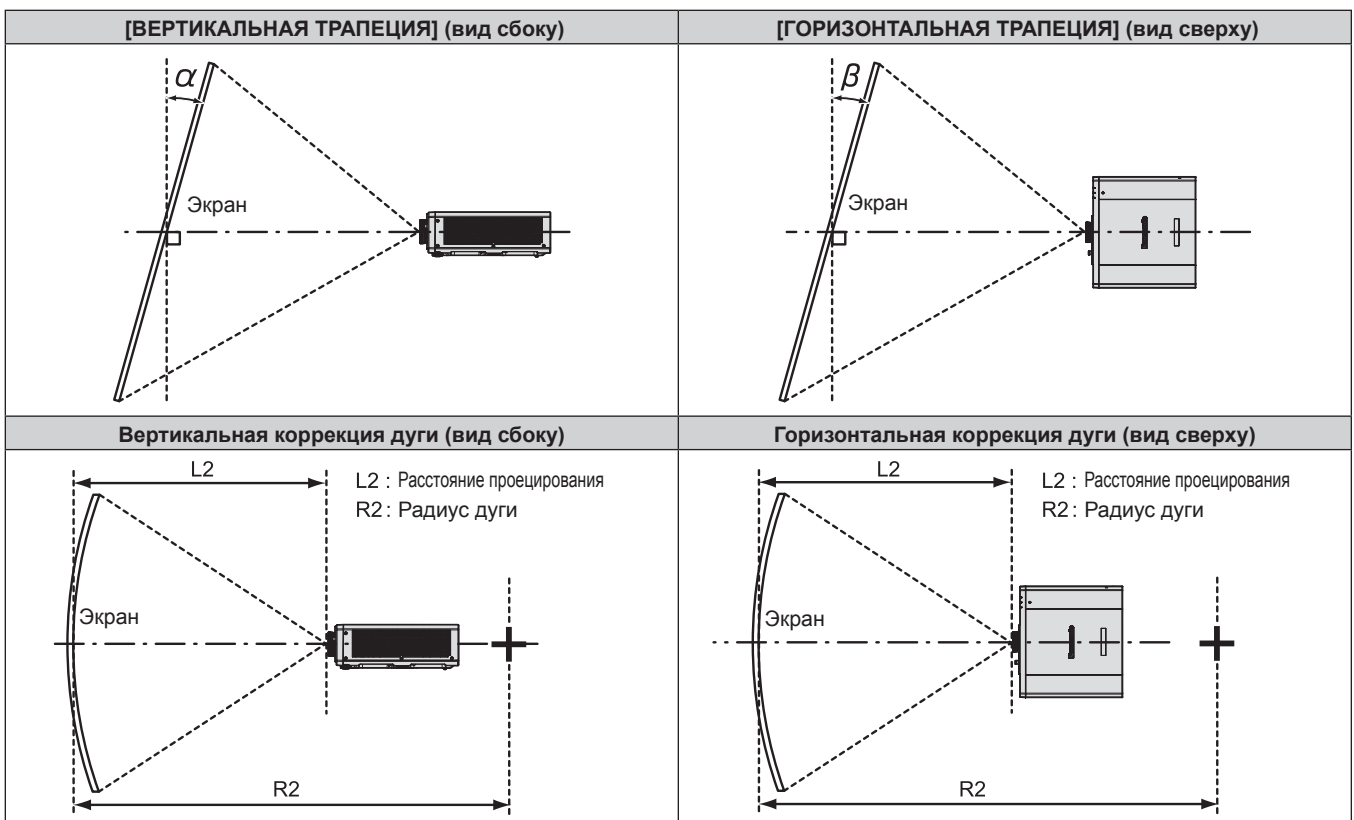 [ВЕРТИКАЛЬНАЯ ТРАПЕЦИЯ] (вид сбоку)
[ГОРИЗОНТАЛЬНАЯ ТРАПЕЦИЯ] (вид сверху)
α
Экран
β
Экран
Вертикальная коррекция дуги (вид сбоку)
Горизонтальная коррекция дуги (вид сверху)
L2
L2 : Расстояние проецирования
R2 : Радиус дуги
Экран
R2
L2
L2 : Расстояние проецирования
R2 : Радиус дуги
Экран
R2